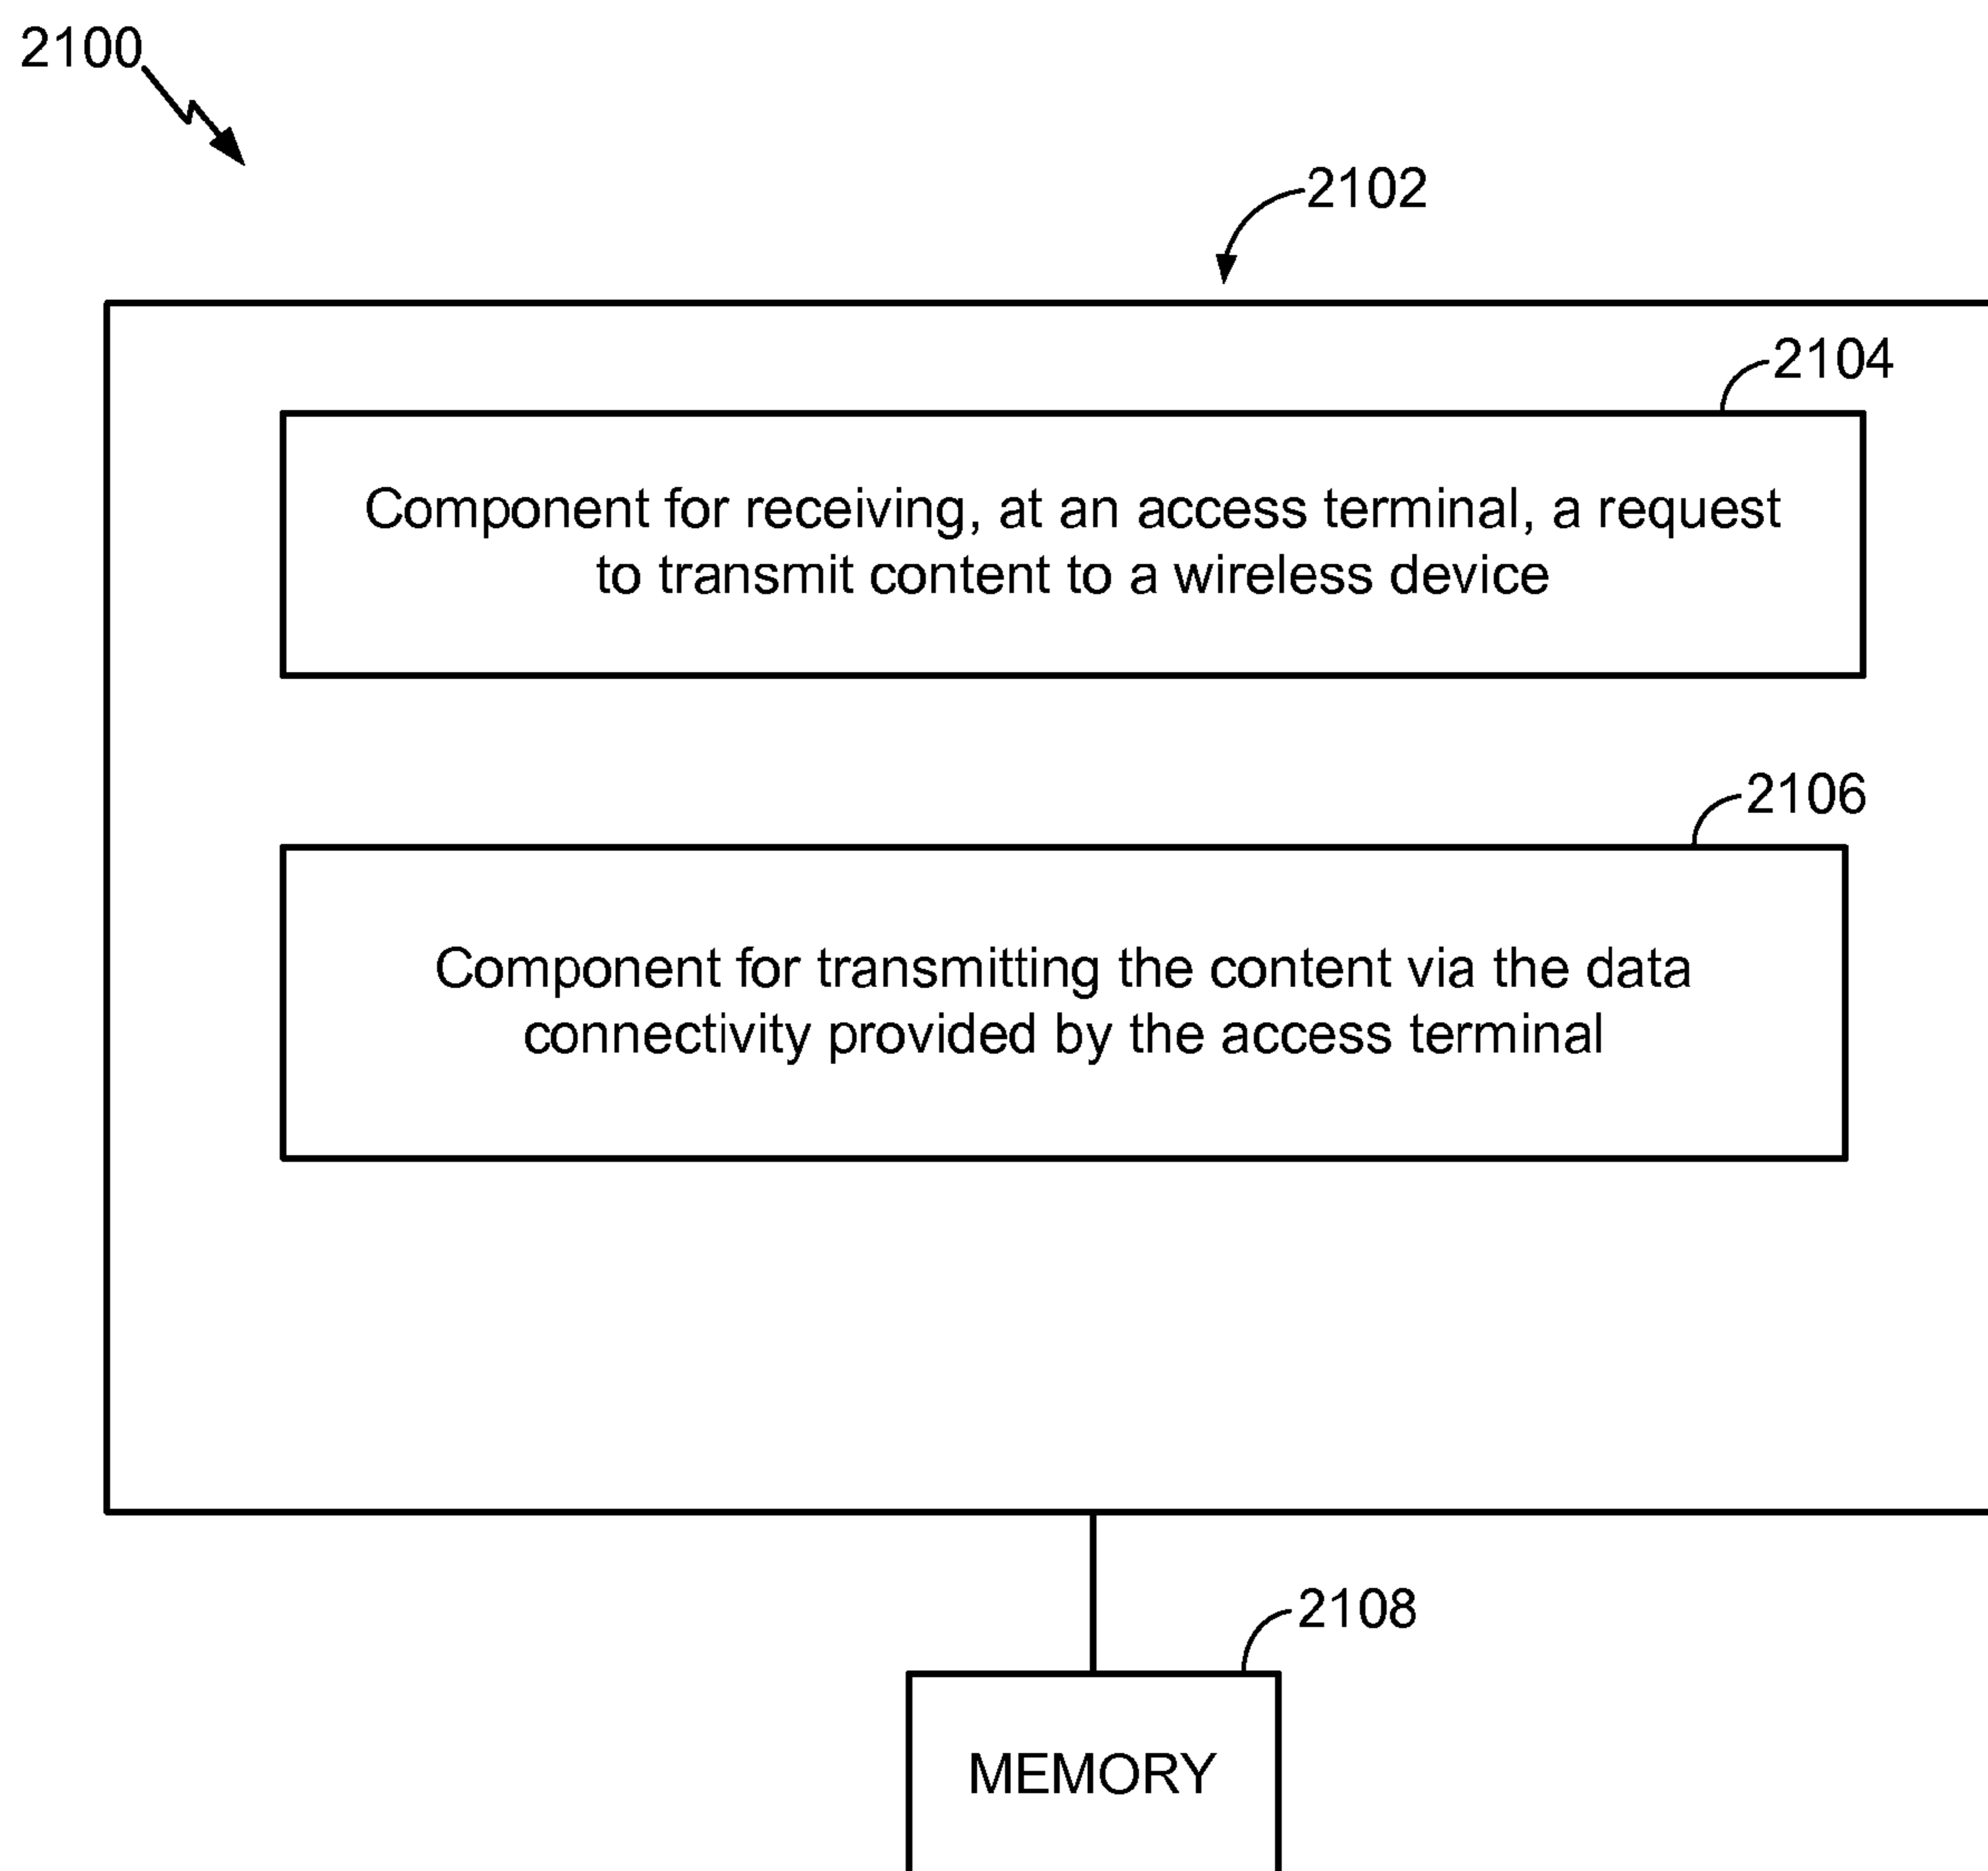 2100
2102
2104
Component for receiving, at an access terminal, a request
to transmit content to a wireless device
2106
Component for transmitting the content via the data
connectivity provided by the access terminal
2108
MEMORY